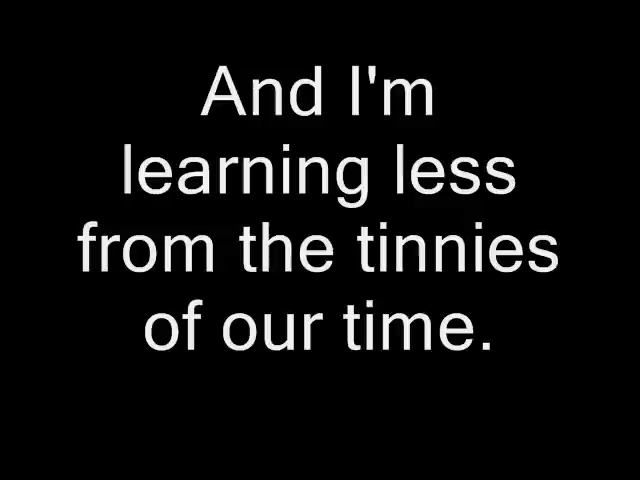 And I'm
learning less
from the tinnies
of our time.